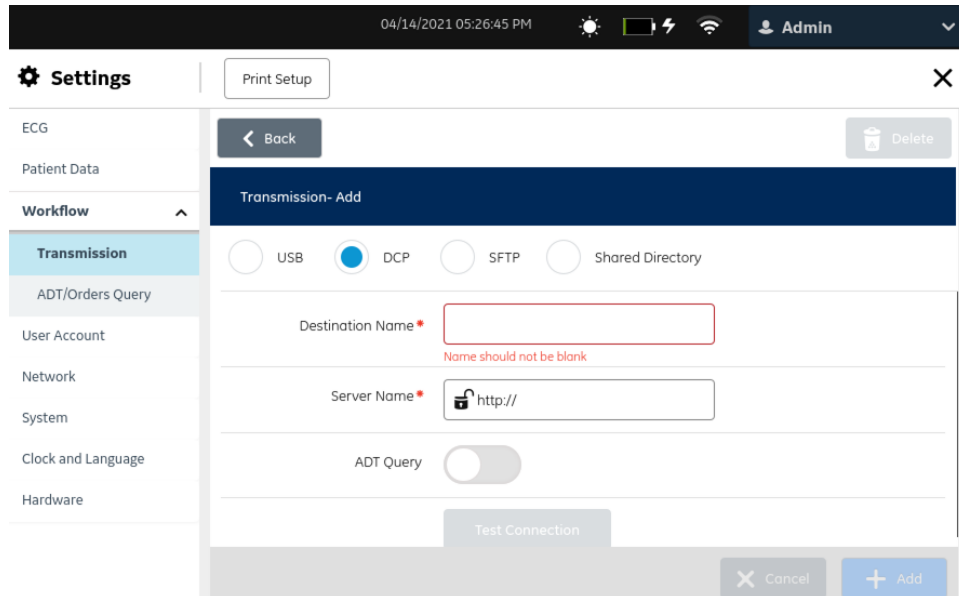 04/14/2021 05:26:45 PM Admin
Settings Print Setup
ECG
Back Delete
Patient Data
Transmission- Add
Workflow
Transmission
USB DCP SFTP Shared Directory
ADT/Orders Query
Destination Name*
User Account
Name should not be blank
Network
Server Name* http://
System
Clock and Language
ADT Query
Hardware
Test Connection
Cancel Add